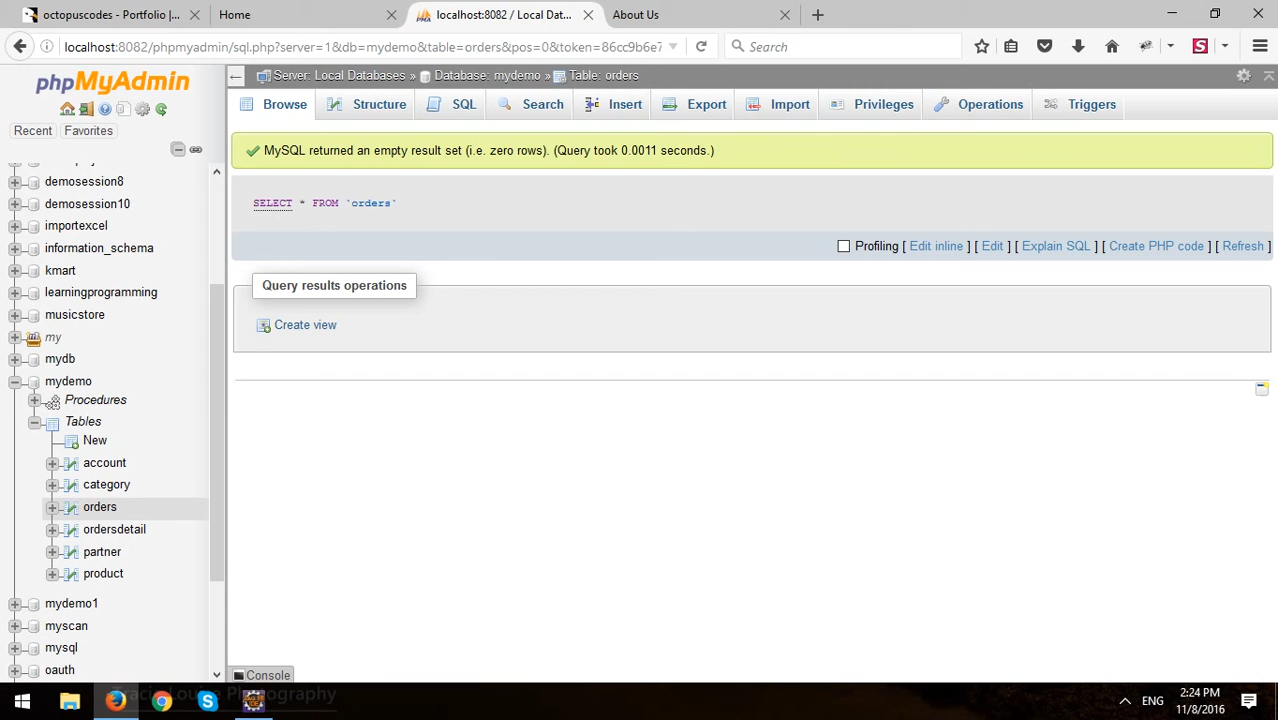 octopuscodes - Portfolio |...
Home
localhost:8082 / Local Dat...
About Us
localhost:8082/phpmyadmin/sql.php?server=1&db=mydemo&table=orders&pos=0&token=86cc9b6e7
Search
phpMyAdmin
Recent
Favorites
demosession8
demosession10
importexcel
information_schema
kmart
learningprogramming
musicstore
my
mydb
mydemo
Procedures
Tables
New
account
category
orders
ordersdetail
partner
product
mydemo1
myscan
mysql
oauth
Server: Local Databases » Database: mydemo » Table: orders
Browse Structure SQL Search Insert Export Import Privileges Operations Triggers
MySQL returned an empty result set (i.e. zero rows). (Query took 0.0011 seconds.)
SELECT * FROM `orders`
Profiling [ Edit inline ] [ Edit ] [ Explain SQL ] [ Create PHP code ] [ Refresh ]
Query results operations
Create view
Console
Tracie Louise Photography
ENG
2:24 PM
11/8/2016